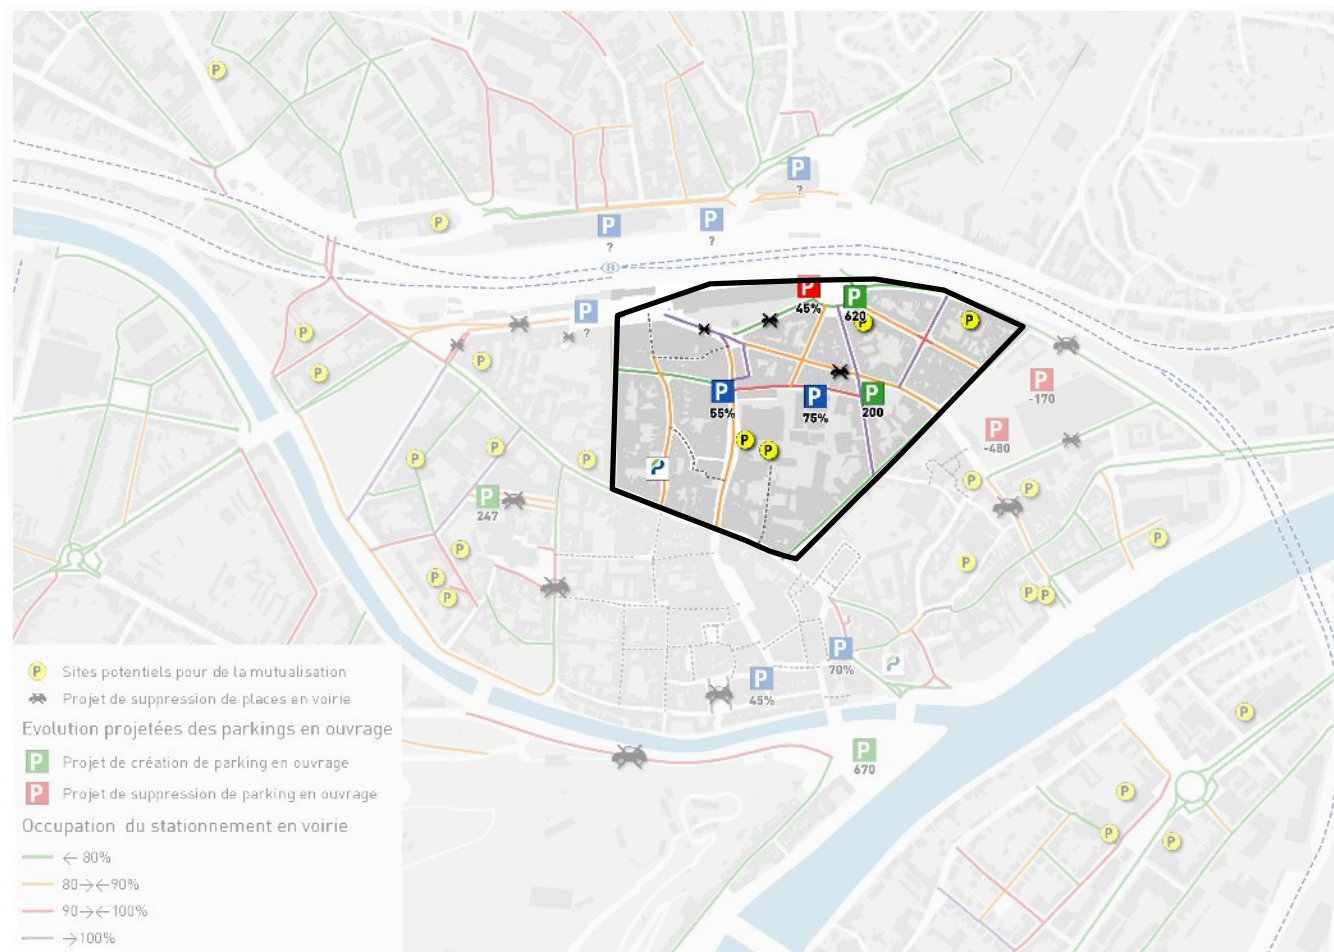 P
P
P
?
P
?
P
?
P
?
P
45%
P
620
P
P
P
P
P
-170
P
55%
P
75%
P
200
P
-480
P
P
P
P
P
P
P
P
247
P
P
P
P
P
P
P
P
P
P
70%
P
45%
P
P
670
P
P
P
P Sites potentiels pour de la mutualisation
Projet de suppression de places en voirie
Evolution projetées des parkings en ouvrage
P Projet de création de parking en ouvrage
P Projet de suppression de parking en ouvrage
Occupation du stationnement en voirie
← 80%
80→←90%
90→←100%
→100%